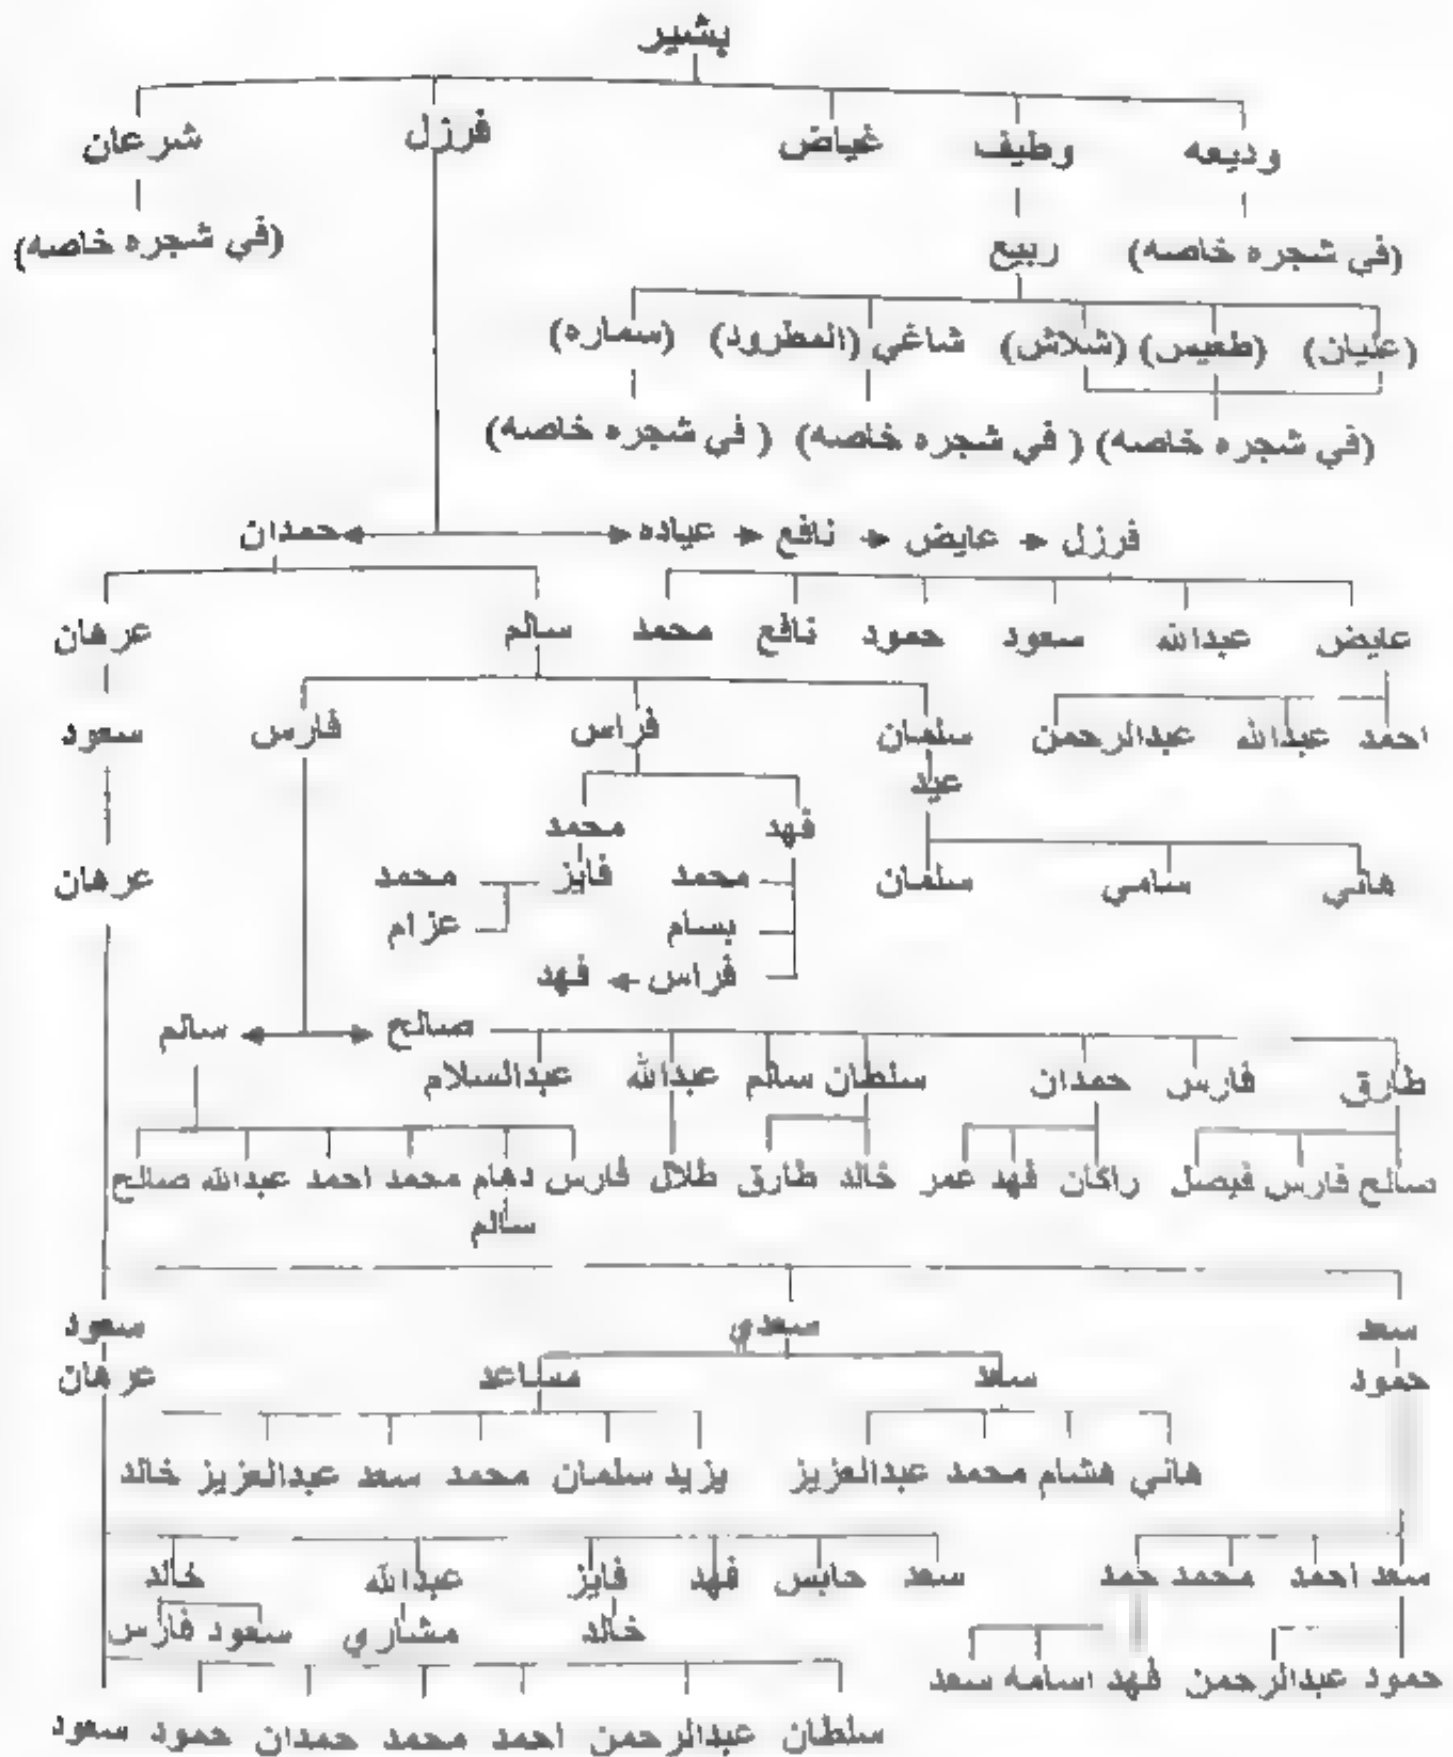 بشير
وديعه وطيف غياض فرزل شرعان
(في شجره خاصه) ربيع (في شجره خاصه)
(عليان) (طعيس) (شلاش) شاغي (المطرود) (سماره)
(في شجره خاصه) ( في شجره خاصه) ( في شجره خاصه)
حمدان عياده نافع عايض فرزل
عايض عبدالله سعود حمود نافع محمد سالم عرهان
احمد عبدالله عبدالرحمن سلمان فراس فارس سعود
عيد
فهد محمد
هاني سامي سلمان محمد فايز محمد عرهان
بسام عزام
فراس فهد
صالح سالم
طارق فارس حمدان سلطان سالم عبدالله عبدالسلام
صالح فارس فيصل راكان فهد عمر خالد طارق طلال فارس دهام محمد احمد عبدالله صالح
سالم
سعد سعدي سعود
حمود سعد مساعد عرهان
هاني هشام محمد عبدالعزيز يزيد سلمان محمد سعد عبدالعزيز خالد
سعد احمد محمد حمد سعد حابس فهد فايز عبدالله خالد
خالد مشاري سعود فارس
حمود عبدالرحمن فهد اسامه سعد
سلطان عبدالرحمن احمد محمد حمدان حمود سعود